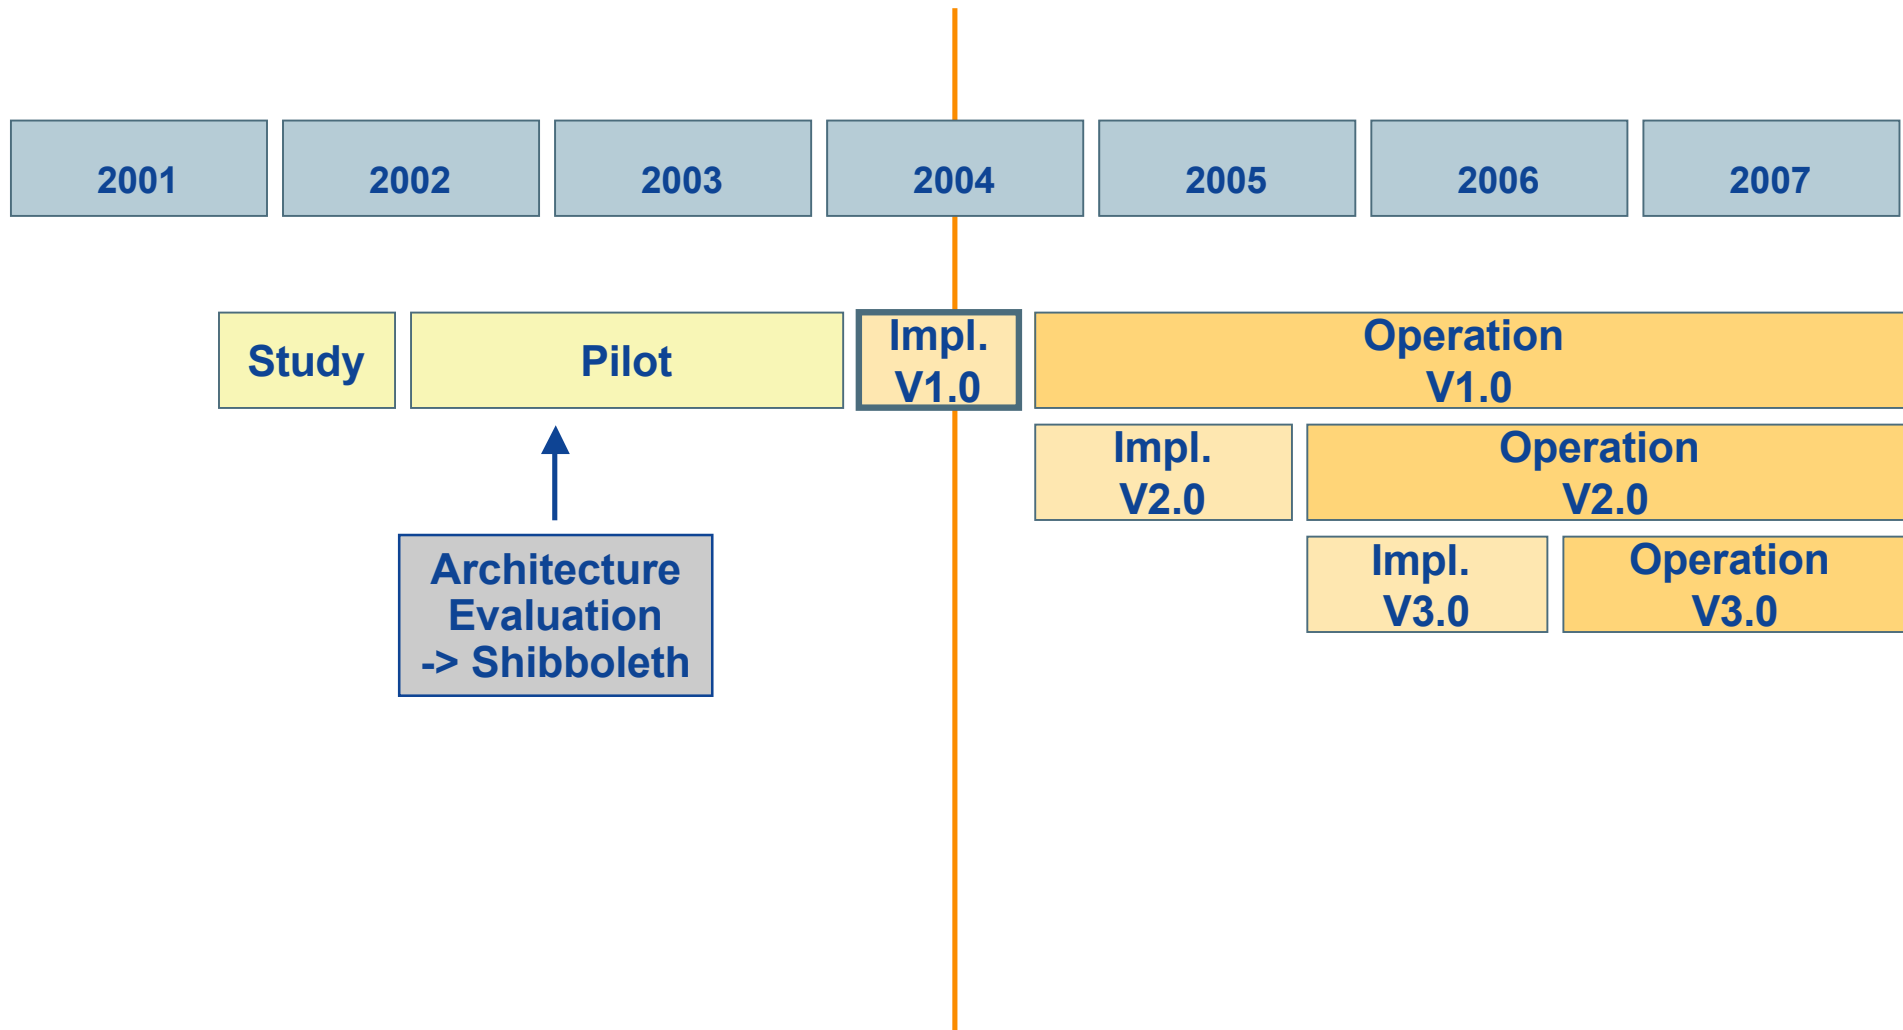 2001
2002
2003
2004
2005
2006
2007
Study
Pilot
Impl.
V1.0
Operation
V1.0
Impl.
V2.0
Operation
V2.0
Architecture
Evaluation
-> Shibboleth
Impl.
V3.0
Operation
V3.0